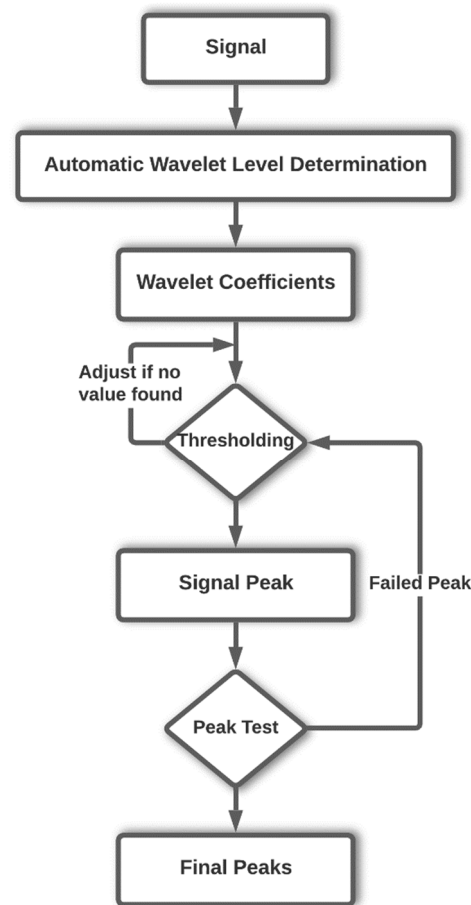 Signal
Automatic Wavelet Level Determination
Wavelet Coefficients
Adjust if no
value found
Thresholding
Signal Peak
Failed Peak
Peak Test
Final Peaks